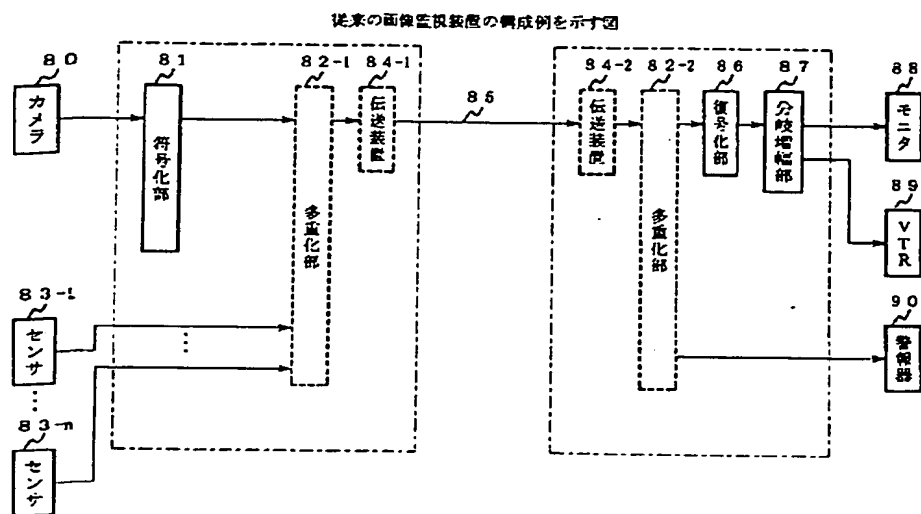 従来の画像監視装置の構成例を示す図
80
カメラ
81
符号化部
82-1
多重化部
84-1
伝送装置
85
84-2
伝送装置
82-2
多重化部
86
復号化部
87
分岐増幅部
88
モニタ
89
VTR
90
警報器
83-1
センサ
83-n
センサ